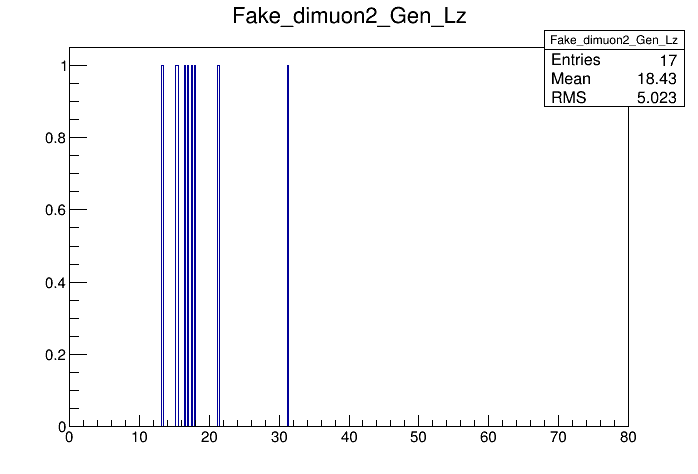 Fake_dimuon2_Gen_Lz
Fake_dimuon2_Gen_Lz
Entries 17
Mean 18.43
RMS 5.023
1
0.8
0.6
0.4
0.2
0
0 10 20 30 40 50 60 70 80